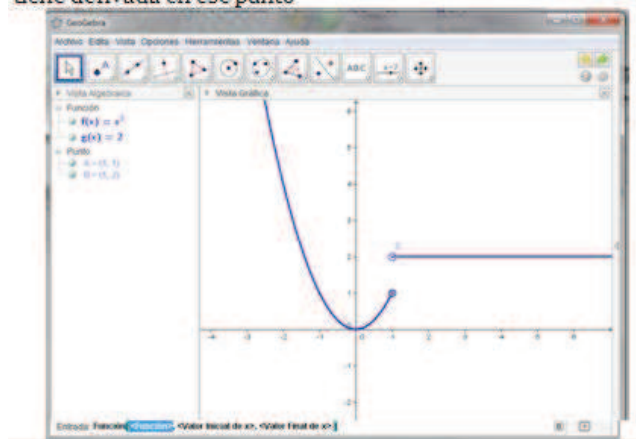 tiene derivada en ese punto
GeoGebra
Archivo Edita Vista Opciones Herramientas Ventana Ayuda
ABC
a=2
Vista Algebraica
Vista Gráfica
Función
f(x) = x²
g(x) = 2
Punto
A = (1, 1)
B = (1, 2)
Entrada: Función[<Función>, <Valor Inicial de x>, <Valor Final de x>]